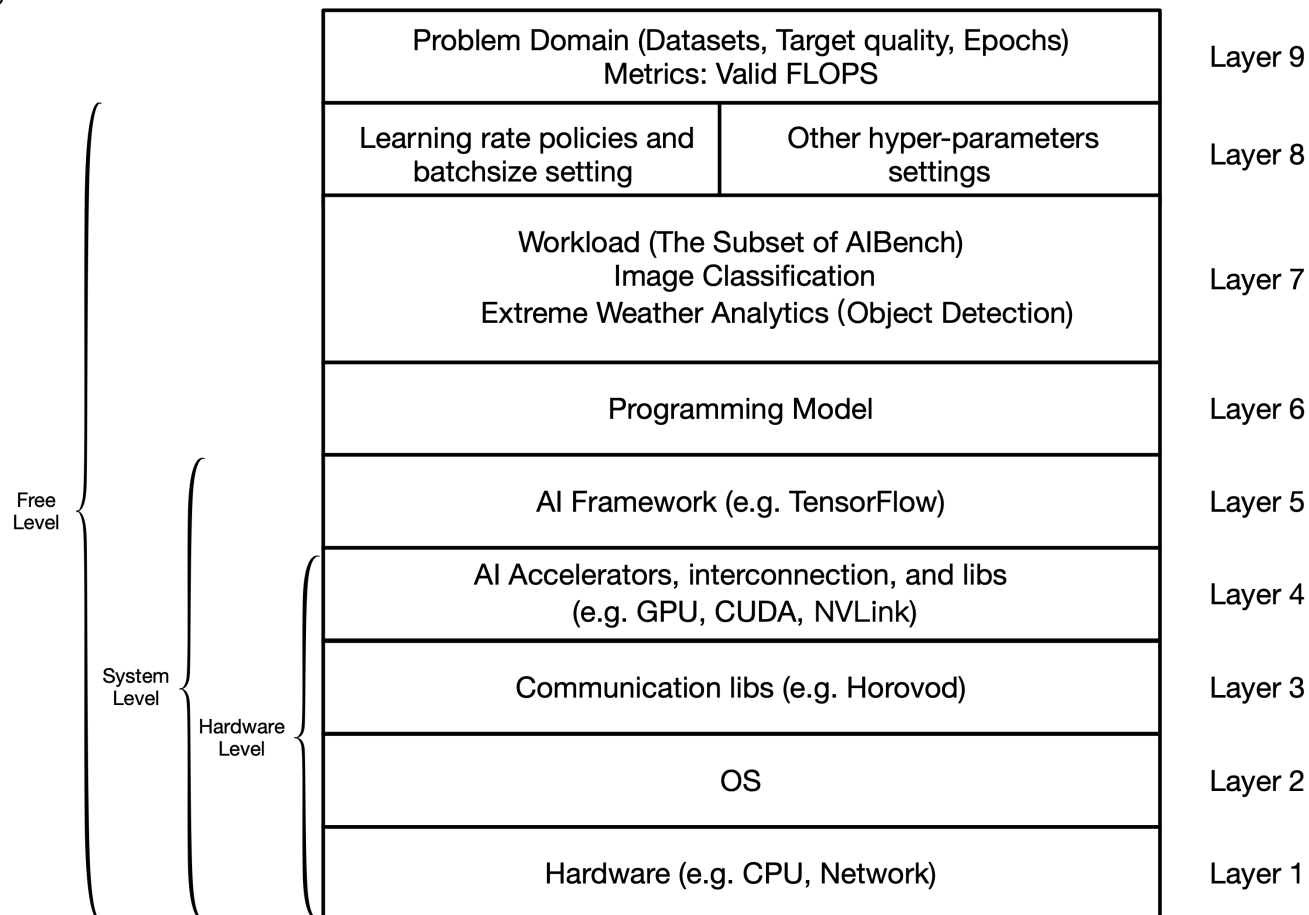 Problem Domain (Datasets, Target quality, Epochs)
Metrics: Valid FLOPS
Layer 9
Learning rate policies and
batchsize setting
Other hyper-parameters
settings
Layer 8
Workload (The Subset of AIBench)
Image Classification
Extreme Weather Analytics (Object Detection)
Layer 7
Programming Model
Layer 6
AI Framework (e.g. TensorFlow)
Layer 5
AI Accelerators, interconnection, and libs
(e.g. GPU, CUDA, NVLink)
Layer 4
Communication libs (e.g. Horovod)
Layer 3
OS
Layer 2
Hardware (e.g. CPU, Network)
Layer 1
Free
Level
System
Level
Hardware
Level